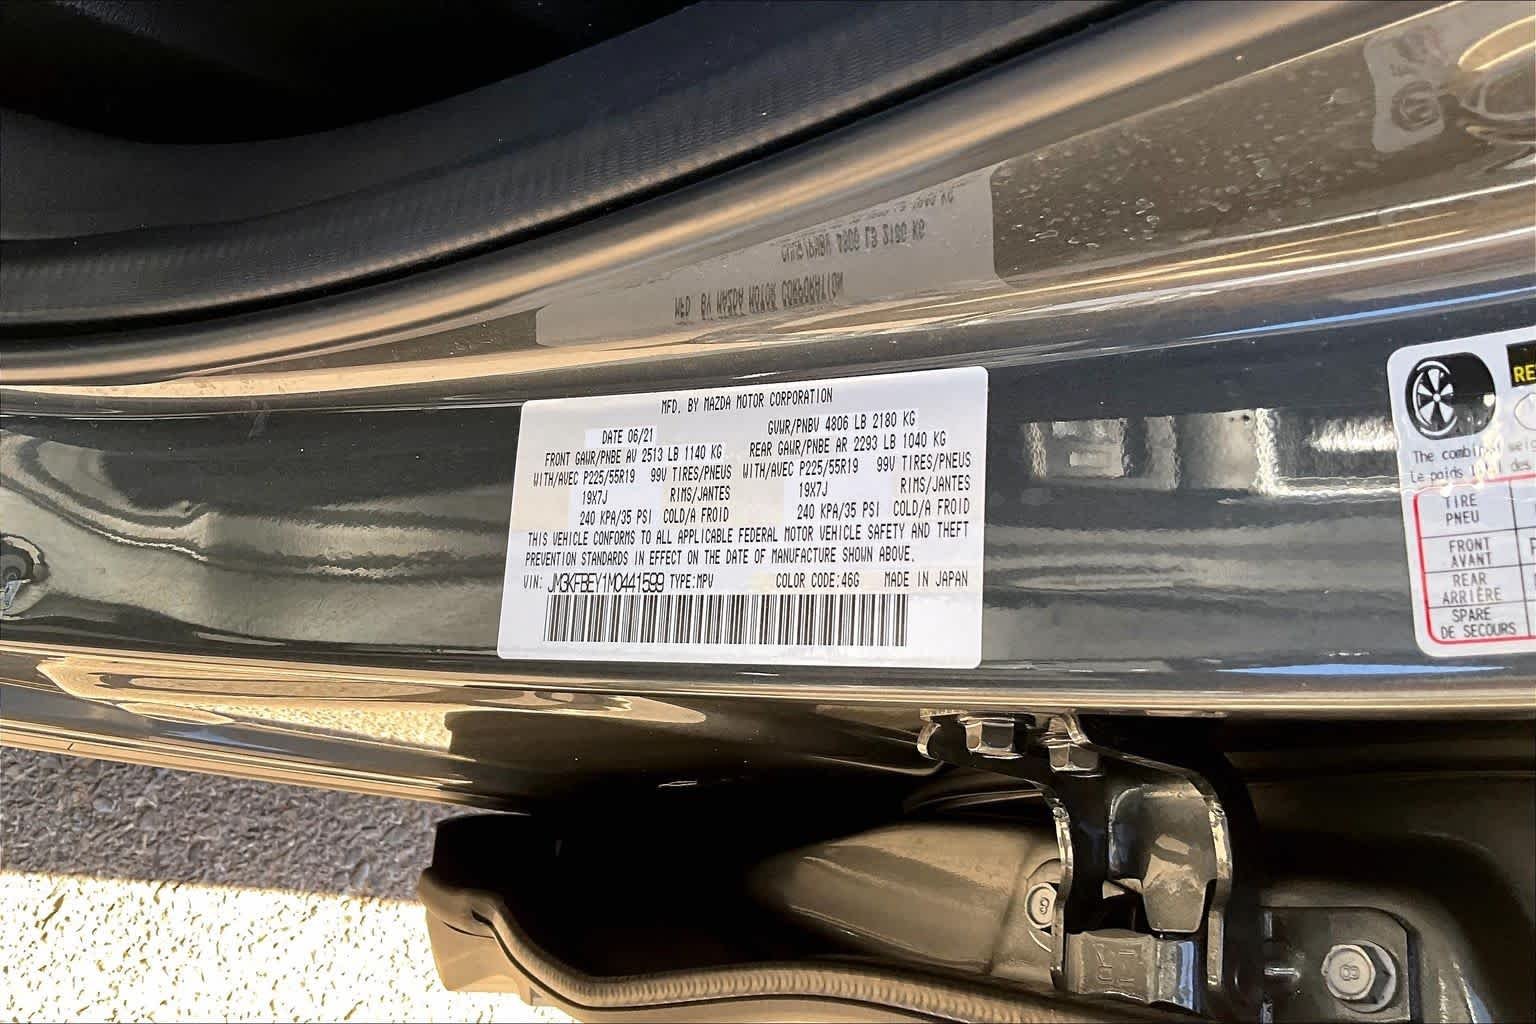 MFD. BY MAZDA MOTOR CORPORATION
DATE 06/21 GVWR/PNBV 4806 LB 2180 KG
FRONT GAWR/PNBE AV 2513 LB 1140 KG REAR GAWR/PNBE AR 2293 LB 1040 KG
WITH/AVEC P225/55R19 99V TIRES/PNEUS WITH/AVEC P225/55R19 99V TIRES/PNEUS
19X7J RIMS/JANTES 19X7J RIMS/JANTES
240 KPA/35 PSI COLD/A FROID 240 KPA/35 PSI COLD/A FROID
THIS VEHICLE CONFORMS TO ALL APPLICABLE FEDERAL MOTOR VEHICLE SAFETY AND THEFT
PREVENTION STANDARDS IN EFFECT ON THE DATE OF MANUFACTURE SHOWN ABOVE.
VIN: JM3KFBEY1M0441599 TYPE:MPV COLOR CODE:46G MADE IN JAPAN
The
Le poids
TIRE
PNEU
FRONT
AVANT
REAR
ARRIÈRE
SPARE
DE SECOURS
8